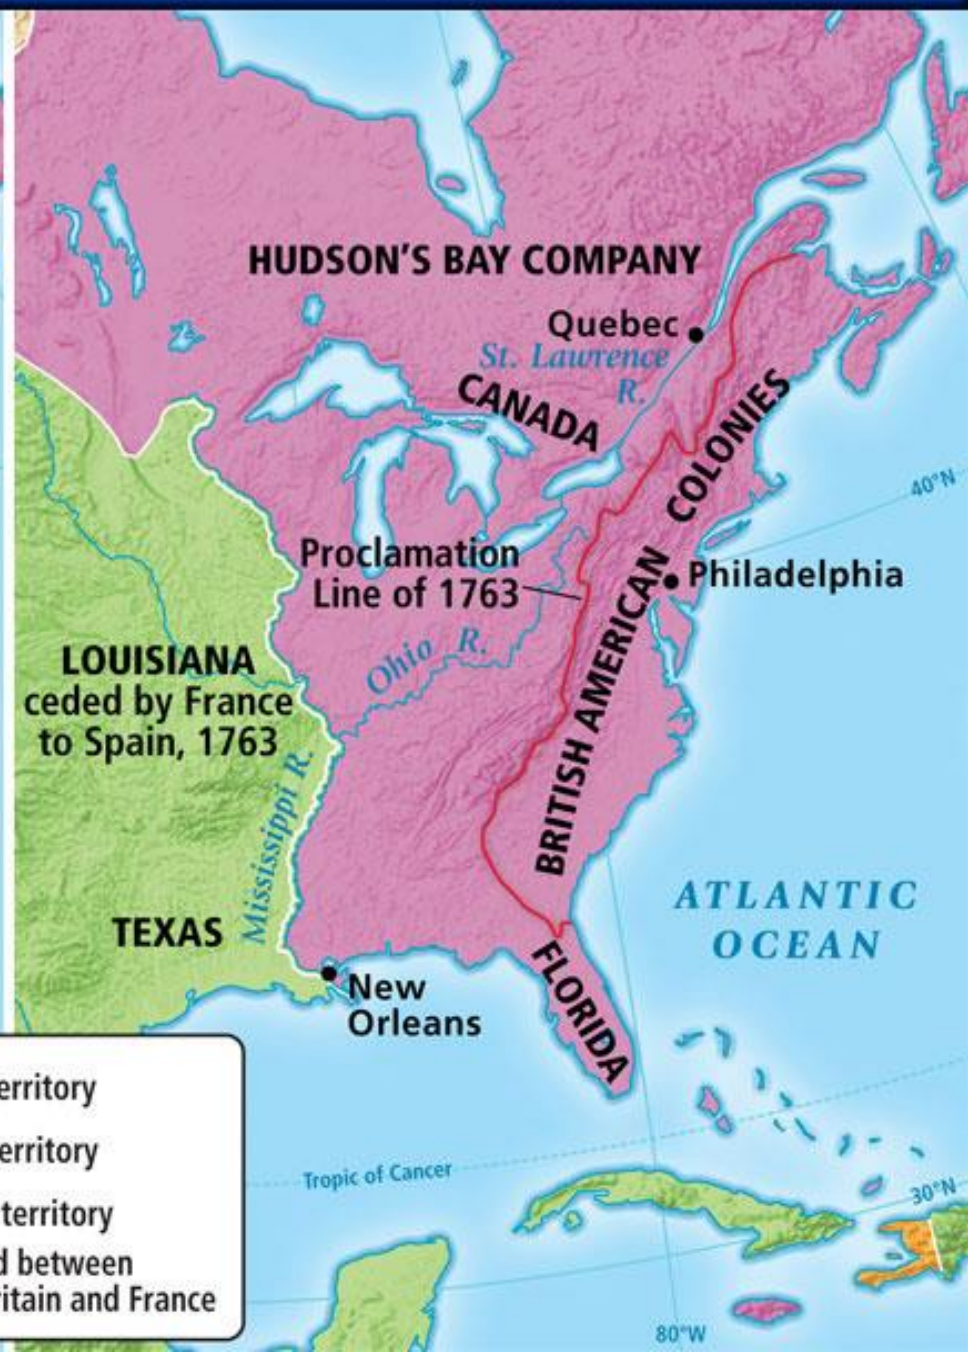 HUDSON'S BAY COMPANY
Quebec
St. Lawrence
R.
CANADA
COLONIES
40°N
Proclamation
Line of 1763
Philadelphia
BRITISH AMERICAN
Ohio R.
LOUISIANA
ceded by France
to Spain, 1763
Mississippi R.
ATLANTIC
OCEAN
TEXAS
New
Orleans
FLORIDA
erritory
erritory
territory
d between
ritain and France
Tropic of Cancer
30°N
80°W